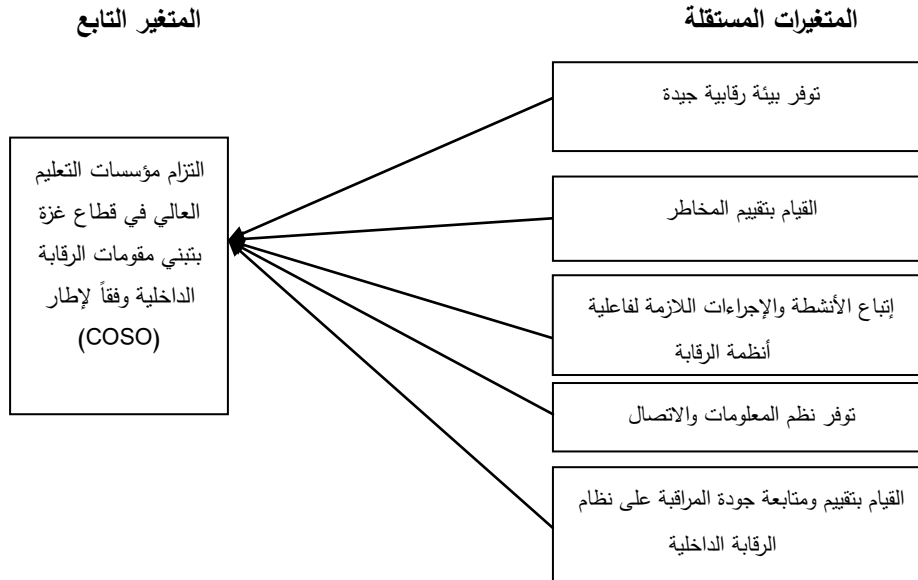 المتغيرات المستقلة
المتغير التابع
توفر بيئة رقابية جيدة
القيام بتقييم المخاطر
إتباع الأنشطة والإجراءات اللازمة لفاعلية
أنظمة الرقابة
توفر نظم المعلومات والاتصال
القيام بتقييم ومتابعة جودة المراقبة على نظام
الرقابة الداخلية
التزام مؤسسات التعليم
العالي في قطاع غزة
بتبني مقومات الرقابة
الداخلية وفقاً لإطار
(COSO)